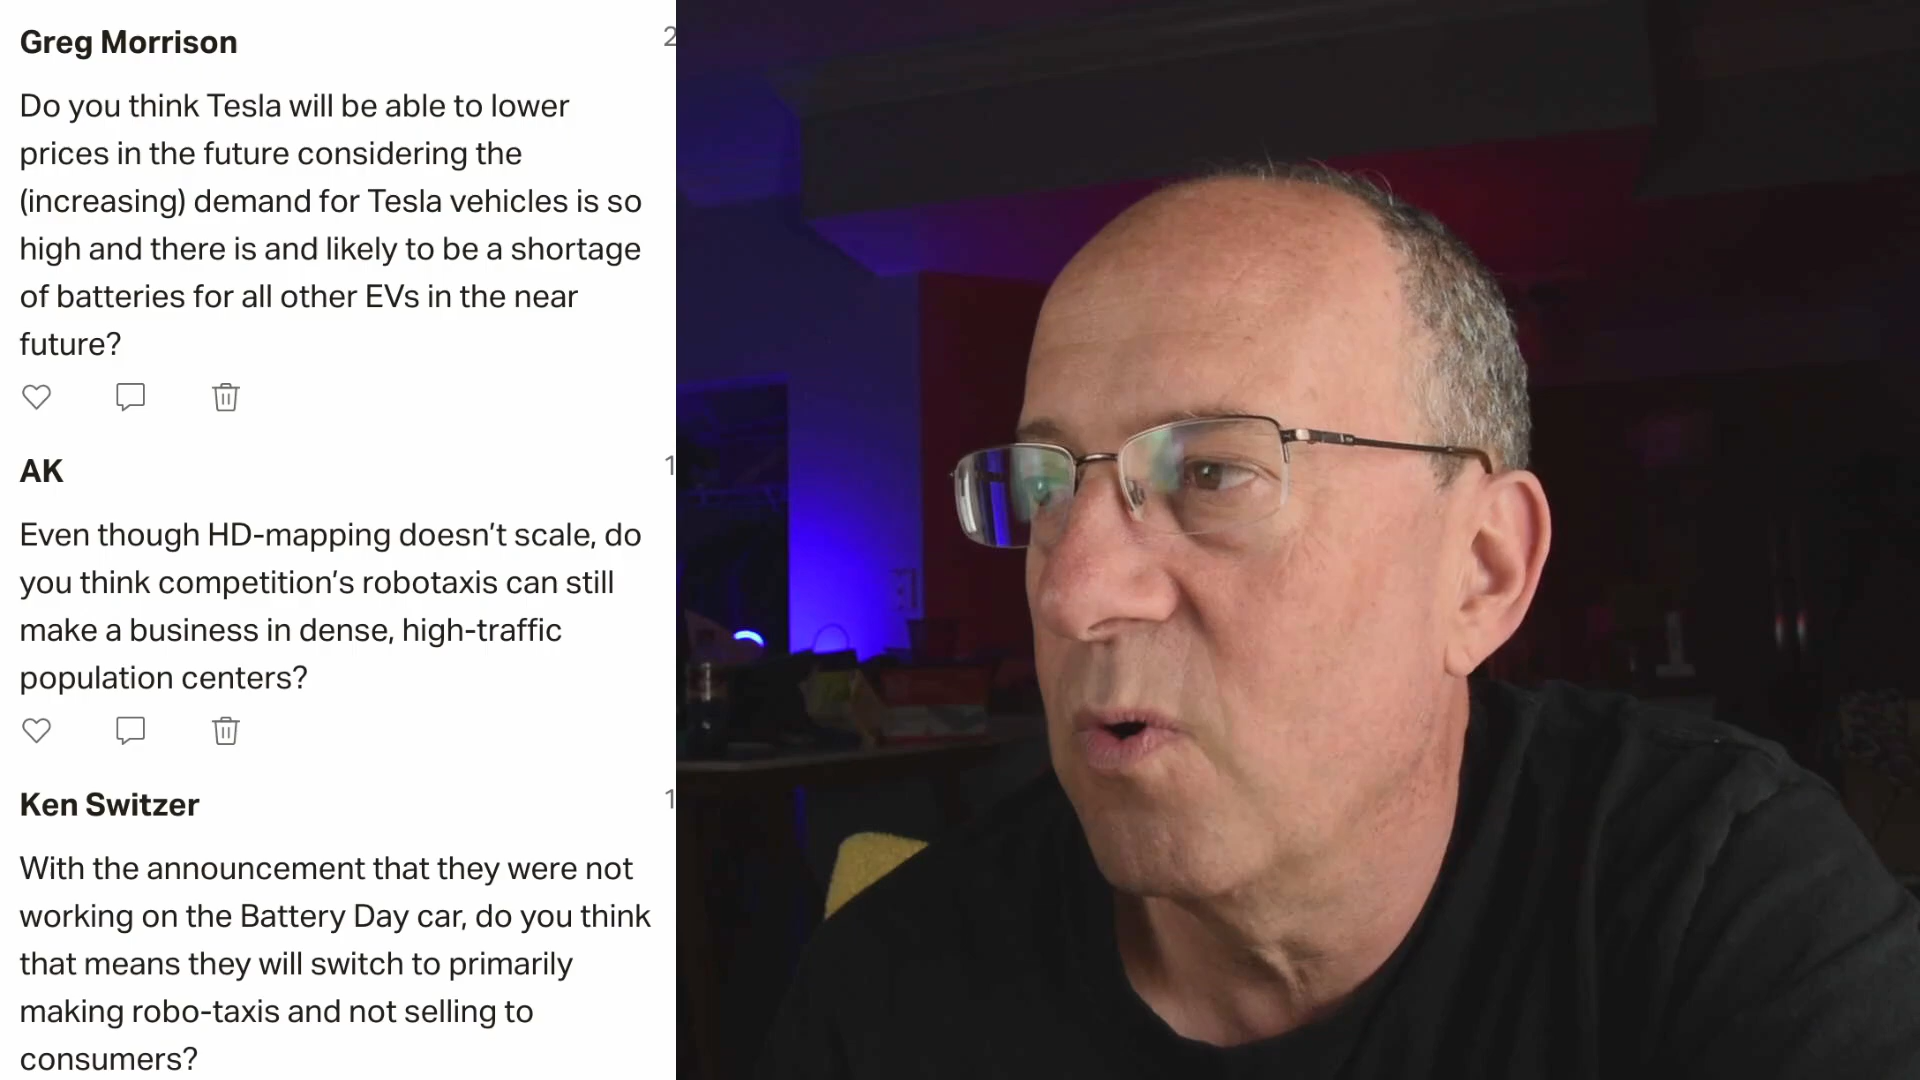 Greg Morrison
2
Do you think Tesla will be able to lower
prices in the future considering the
(increasing) demand for Tesla vehicles is so
high and there is and likely to be a shortage
of batteries for all other EVs in the near
future?
AK
1
Even though HD-mapping doesn’t scale, do
you think competition’s robotaxis can still
make a business in dense, high-traffic
population centers?
Ken Switzer
1
With the announcement that they were not
working on the Battery Day car, do you think
that means they will switch to primarily
making robo-taxis and not selling to
consumers?